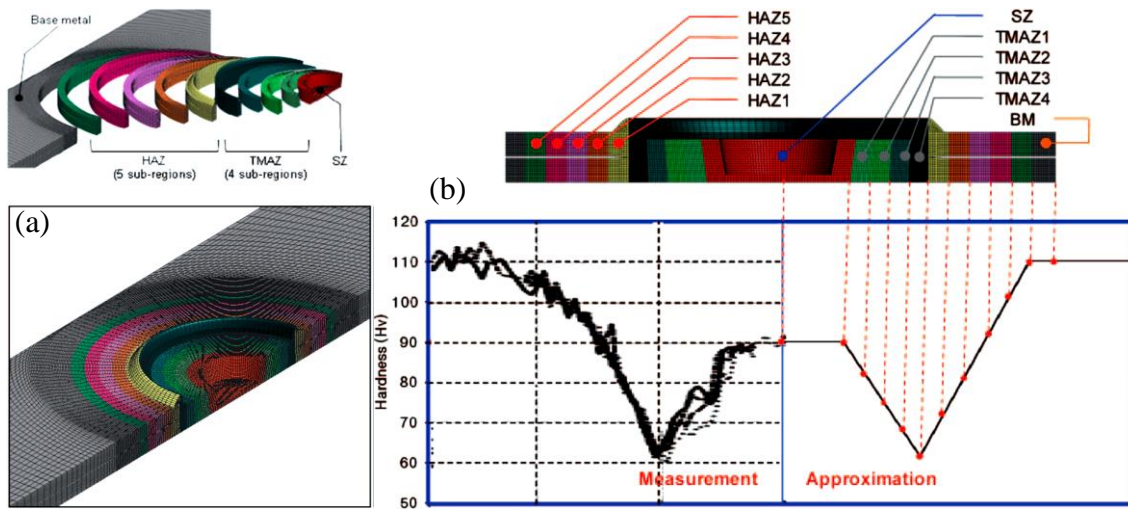 Base metal
HAZ
(5 sub-regions)
TMAZ
(4 sub-regions)
SZ
(a)
(b)
HAZ5
HAZ4
HAZ3
HAZ2
HAZ1
SZ
TMAZ1
TMAZ2
TMAZ3
TMAZ4
BM
Hardness (Hv)
120
110
100
90
80
70
60
50
Measurement
Approximation